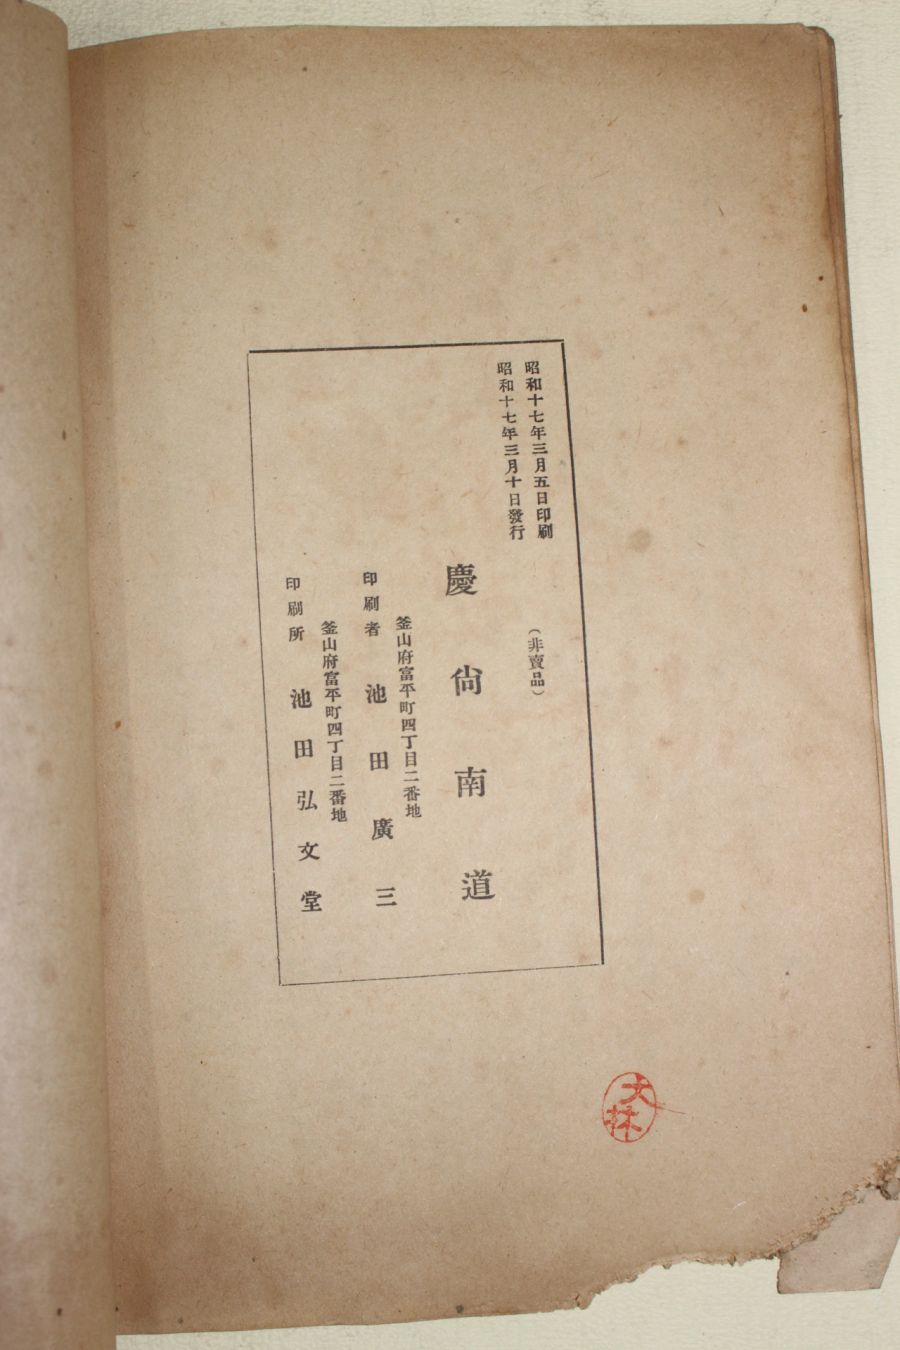 昭和十七年三月五日印刷
昭和十七年三月十日發行
(非賣品)
慶尙南道
釜山府富平町四丁目二番地
印刷者 池田廣三
釜山府富平町四丁目二番地
印刷所 池田弘文堂
大林